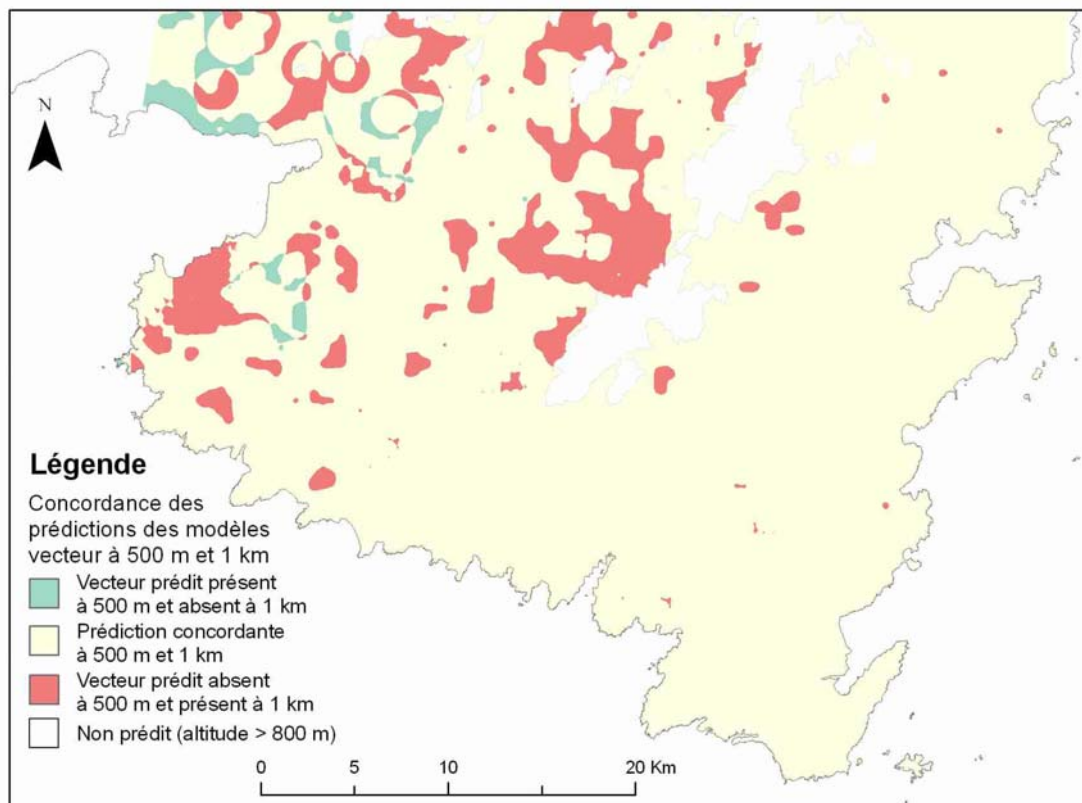 N
Légende
Concordance des
prédictions des modèles
vecteur à 500 m et 1 km
Vecteur prédit présent
à 500 m et absent à 1 km
Prédiction concordante
à 500 m et 1 km
Vecteur prédit absent
à 500 m et présent à 1 km
Non prédit (altitude > 800 m)
0 5 10 20 Km